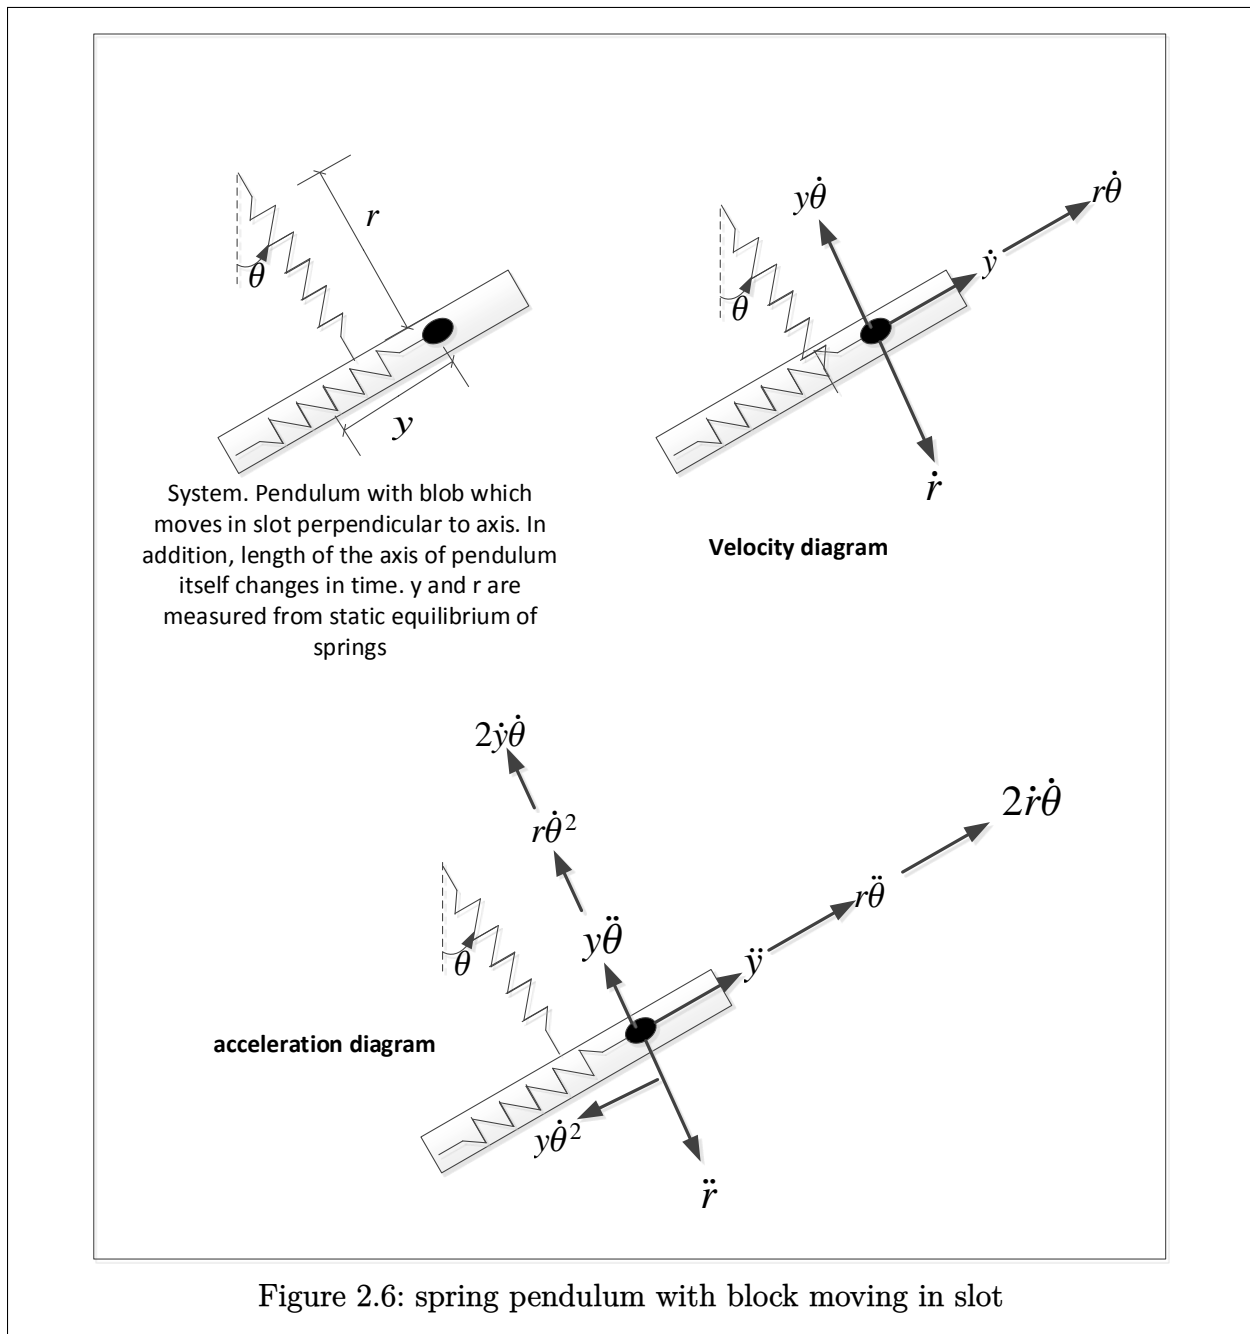 r
θ
y
System. Pendulum with blob which
moves in slot perpendicular to axis. In
addition, length of the axis of pendulum
itself changes in time. y and r are
measured from static equilibrium of
springs
yθ̇
rθ̇
ẏ
θ
ṙ
Velocity diagram
2ẏθ̇
rθ̇²
2ṙθ̇
rθ̈
yθ̈
ÿ
θ
acceleration diagram
yθ̇²
r̈
Figure 2.6: spring pendulum with block moving in slot